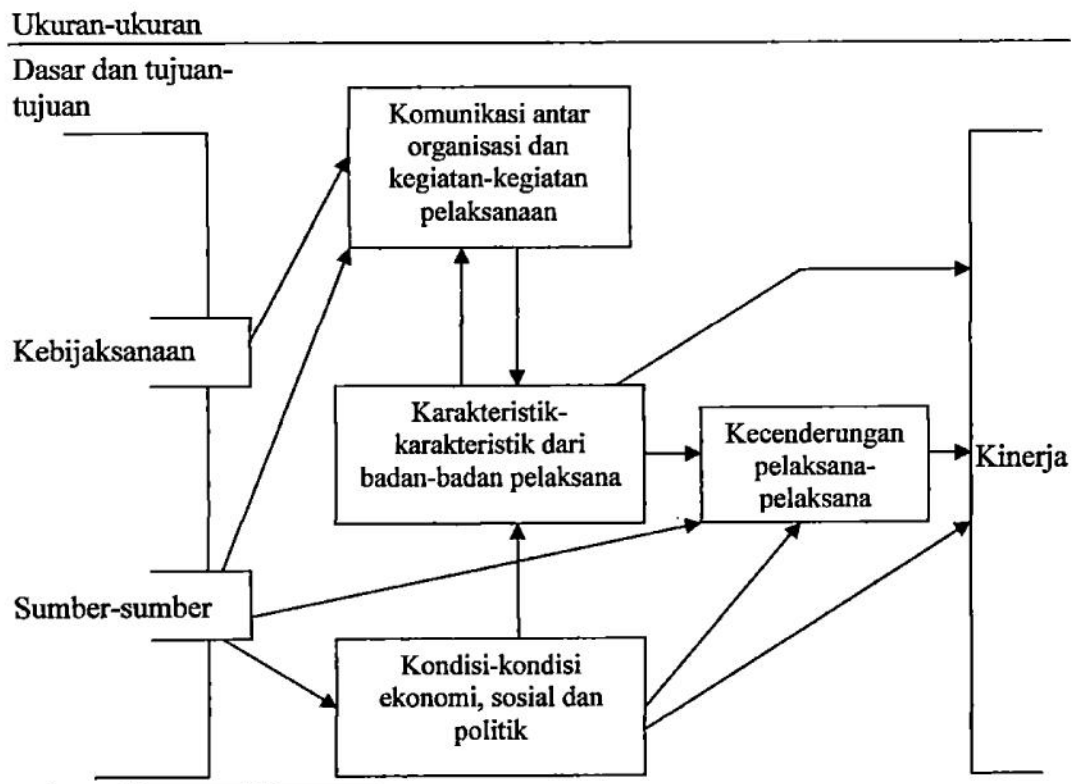 Ukuran-ukuran
Dasar dan tujuan-
tujuan
Komunikasi antar
organisasi dan
kegiatan-kegiatan
pelaksanaan
Kebijaksanaan
Karakteristik-
karakteristik dari
badan-badan pelaksana
Kecenderungan
pelaksana-
pelaksana
Kinerja
Sumber-sumber
Kondisi-kondisi
ekonomi, sosial dan
politik